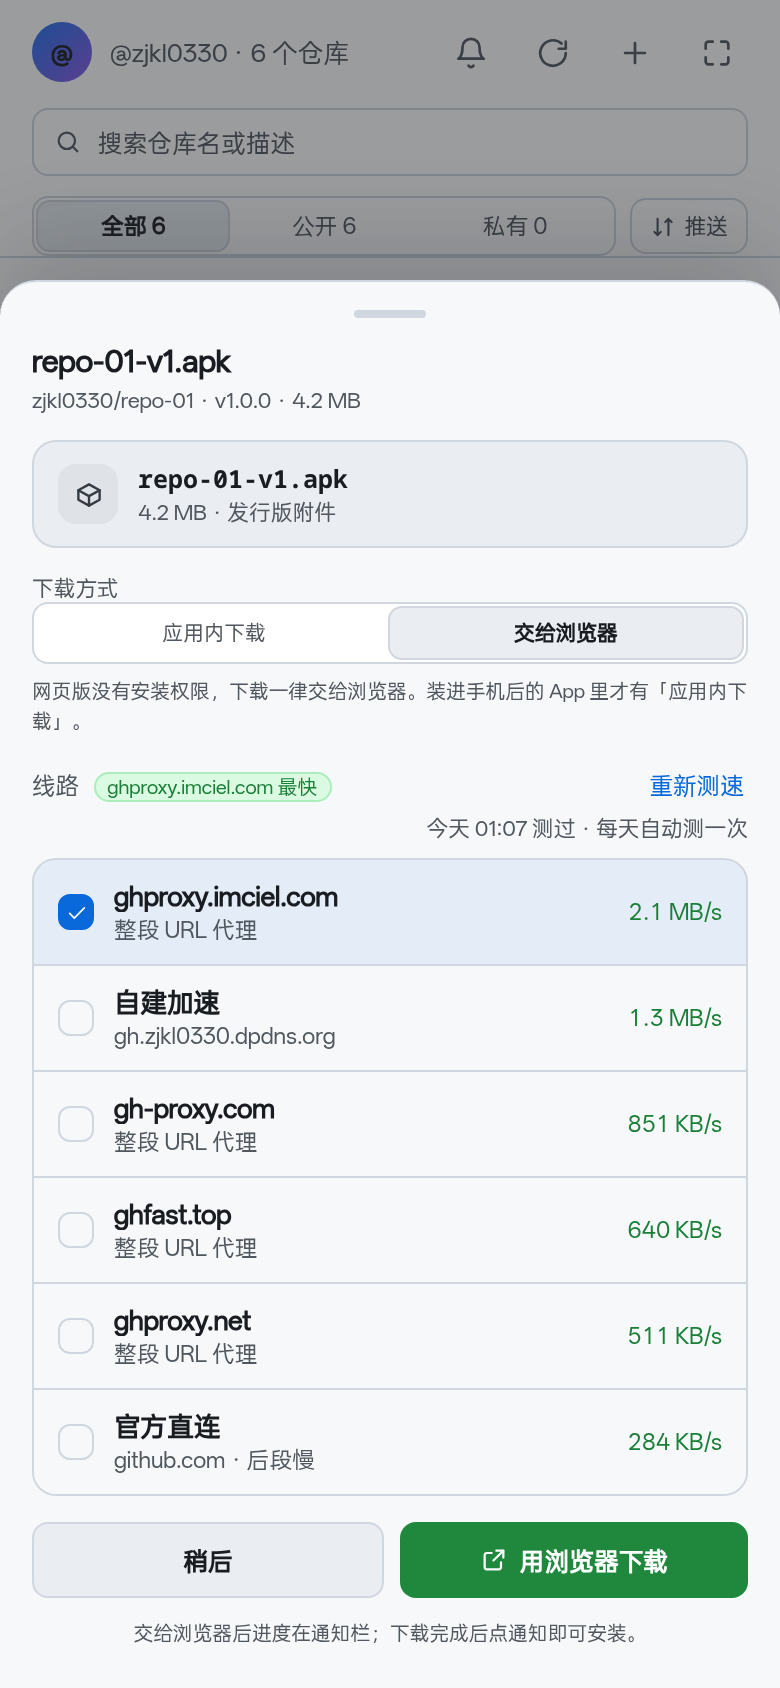 @ @zjkl0330 · 6 个仓库
搜索仓库名或描述
全部 6 公开 6 私有 0 推送
repo-01-v1.apk
zjkl0330/repo-01 · v1.0.0 · 4.2 MB
repo-01-v1.apk
4.2 MB · 发行版附件
下载方式
应用内下载 交给浏览器
网页版没有安装权限，下载一律交给浏览器。装进手机后的 App 里才有「应用内下
载」。
线路 ghproxy.imciel.com 最快 重新测速
今天 01:07 测过 · 每天自动测一次
ghproxy.imciel.com
整段 URL 代理
2.1 MB/s
自建加速
gh.zjkl0330.dpdns.org
1.3 MB/s
gh-proxy.com
整段 URL 代理
851 KB/s
ghfast.top
整段 URL 代理
640 KB/s
ghproxy.net
整段 URL 代理
511 KB/s
官方直连
github.com · 后段慢
284 KB/s
稍后 用浏览器下载
交给浏览器后进度在通知栏；下载完成后点通知即可安装。